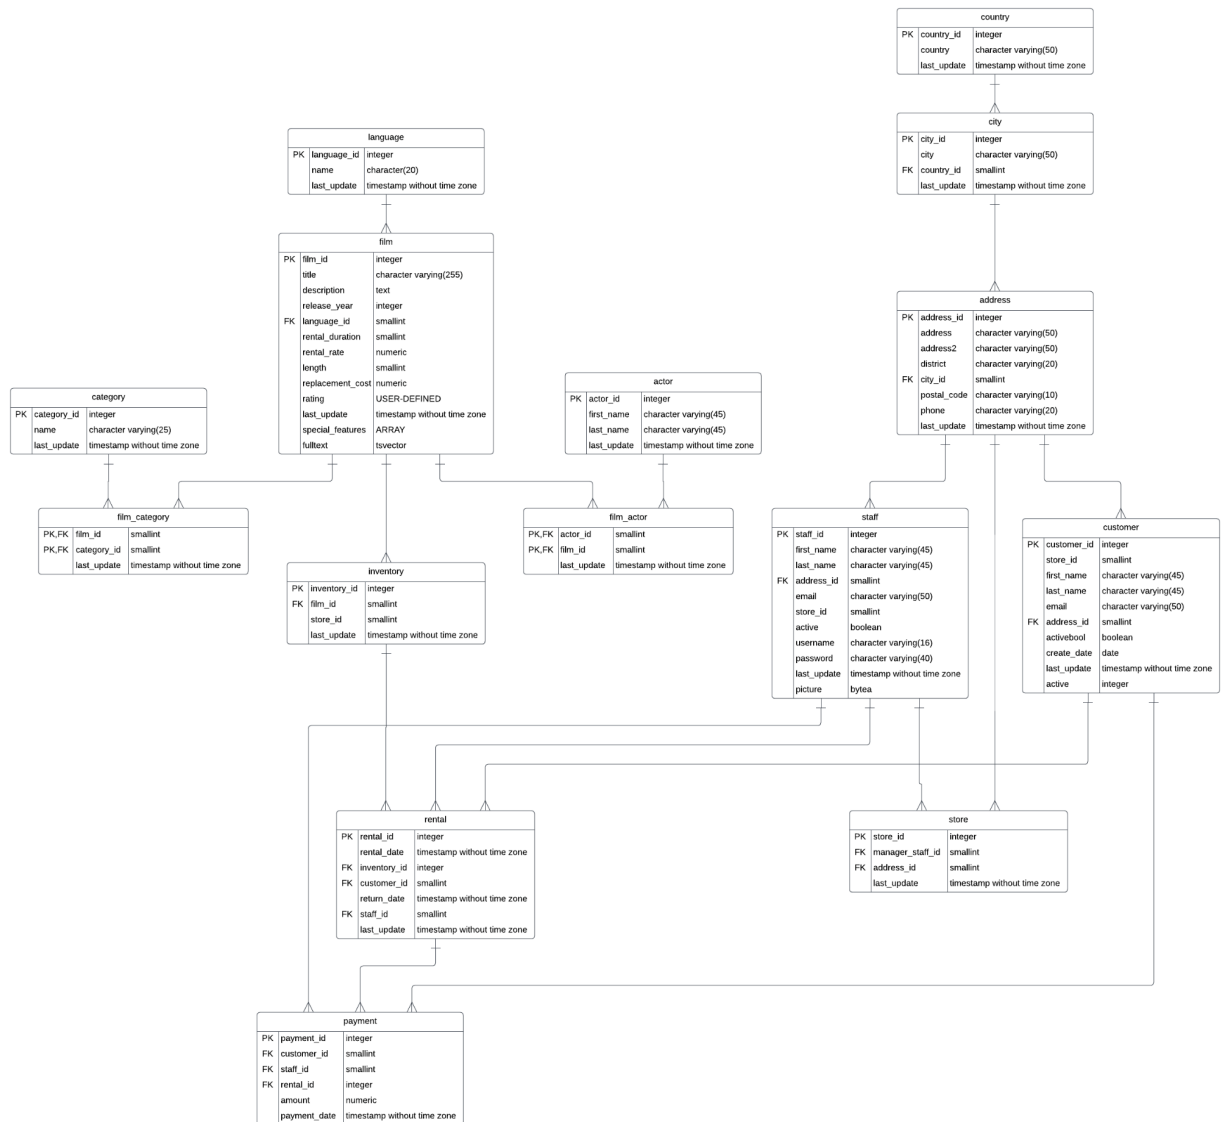 country
PK country_id integer
country character varying(50)
last_update timestamp without time zone
city
PK city_id integer
city character varying(50)
FK country_id smallint
last_update timestamp without time zone
language
PK language_id integer
name character(20)
last_update timestamp without time zone
film
PK film_id integer
title character varying(255)
description text
release_year integer
FK language_id smallint
rental_duration smallint
rental_rate numeric
length smallint
replacement_cost numeric
rating USER-DEFINED
last_update timestamp without time zone
special_features ARRAY
fulltext tsvector
address
PK address_id integer
address character varying(50)
address2 character varying(50)
district character varying(20)
FK city_id smallint
postal_code character varying(10)
phone character varying(20)
last_update timestamp without time zone
category
PK category_id integer
name character varying(25)
last_update timestamp without time zone
actor
PK actor_id integer
first_name character varying(45)
last_name character varying(45)
last_update timestamp without time zone
film_category
PK,FK film_id smallint
PK,FK category_id smallint
last_update timestamp without time zone
film_actor
PK,FK actor_id smallint
PK,FK film_id smallint
last_update timestamp without time zone
inventory
PK inventory_id integer
FK film_id smallint
store_id smallint
last_update timestamp without time zone
staff
PK staff_id integer
first_name character varying(45)
last_name character varying(45)
FK address_id smallint
email character varying(50)
store_id smallint
active boolean
username character varying(16)
password character varying(40)
last_update timestamp without time zone
picture bytea
customer
PK customer_id integer
store_id smallint
first_name character varying(45)
last_name character varying(45)
email character varying(50)
FK address_id smallint
activebool boolean
create_date date
last_update timestamp without time zone
active integer
rental
PK rental_id integer
rental_date timestamp without time zone
FK inventory_id integer
FK customer_id smallint
return_date timestamp without time zone
FK staff_id smallint
last_update timestamp without time zone
store
PK store_id integer
FK manager_staff_id smallint
FK address_id smallint
last_update timestamp without time zone
payment
PK payment_id integer
FK customer_id smallint
FK staff_id smallint
FK rental_id integer
amount numeric
payment_date timestamp without time zone